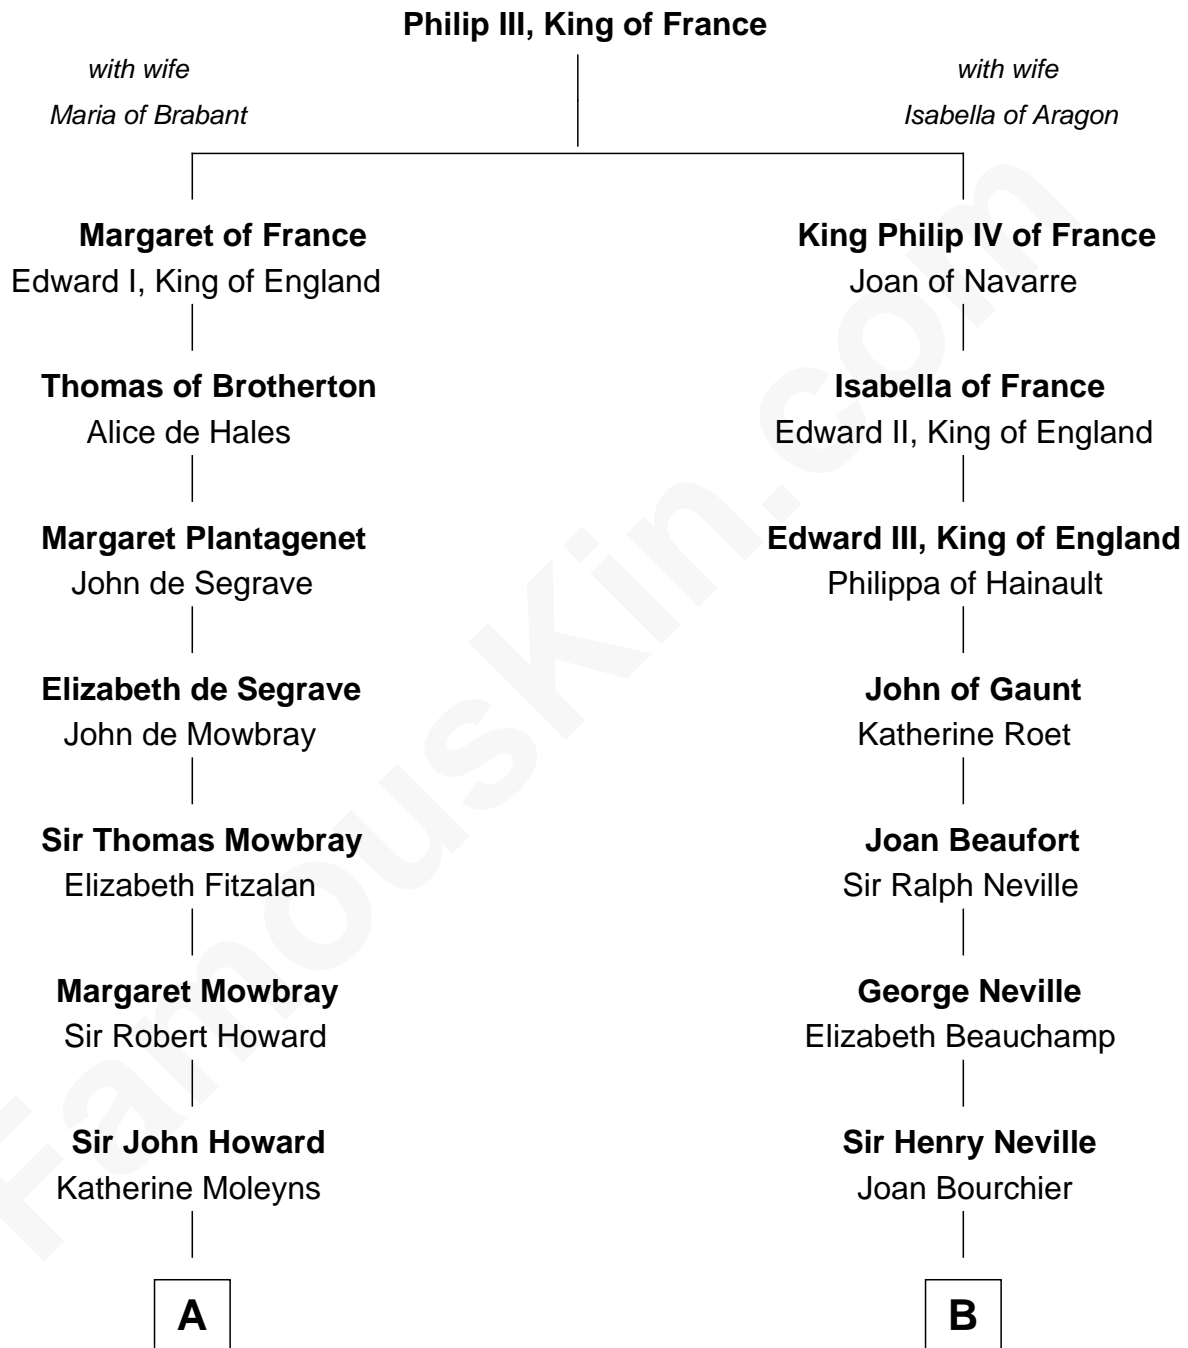 Philip III, King of France
with wife
Maria of Brabant
with wife
Isabella of Aragon
Margaret of France
Edward I, King of England
King Philip IV of France
Joan of Navarre
Thomas of Brotherton
Alice de Hales
Isabella of France
Edward II, King of England
Margaret Plantagenet
John de Segrave
Edward III, King of England
Philippa of Hainault
Elizabeth de Segrave
John de Mowbray
John of Gaunt
Katherine Roet
Sir Thomas Mowbray
Elizabeth Fitzalan
Joan Beaufort
Sir Ralph Neville
Margaret Mowbray
Sir Robert Howard
George Neville
Elizabeth Beauchamp
Sir John Howard
Katherine Moleyns
Sir Henry Neville
Joan Bourchier
A
B
FamousKin.com